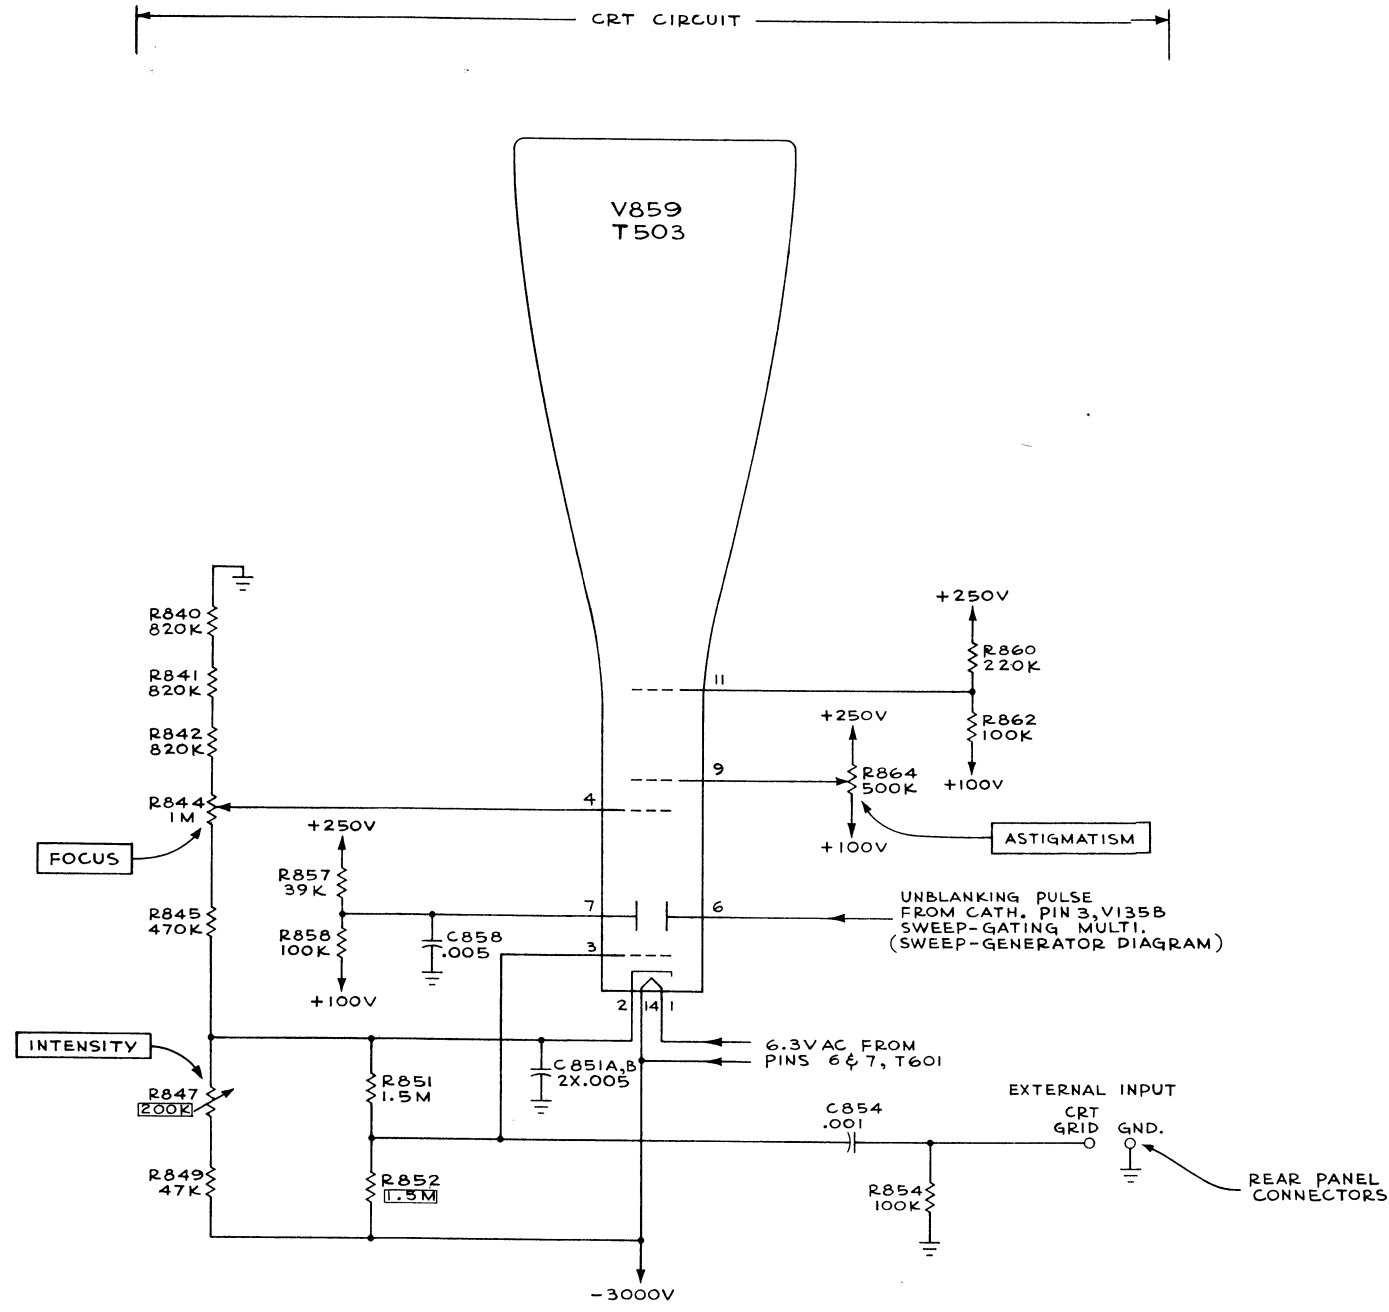 CRT CIRCUIT
V859
T503
R840
820K
R841
820K
R842
820K
R844
1M
FOCUS
R845
470K
INTENSITY
R847
200K
R849
47K
+250V
R857
39K
R858
100K
+100V
C858
.005
4
7
3
11
9
6
2
14
1
+250V
R860
220K
R862
100K
+100V
+250V
R864
500K
+100V
ASTIGMATISM
UNBLANKING PULSE
FROM CATH. PIN 3, V135B
SWEEP-GATING MULTI.
(SWEEP-GENERATOR DIAGRAM)
R851
1.5M
R852
1.5M
C851A,B
2X.005
6.3V AC FROM
PINS 6 & 7, T601
C854
.001
R854
100K
EXTERNAL INPUT
CRT
GRID GND.
REAR PANEL
CONNECTORS
-3000V